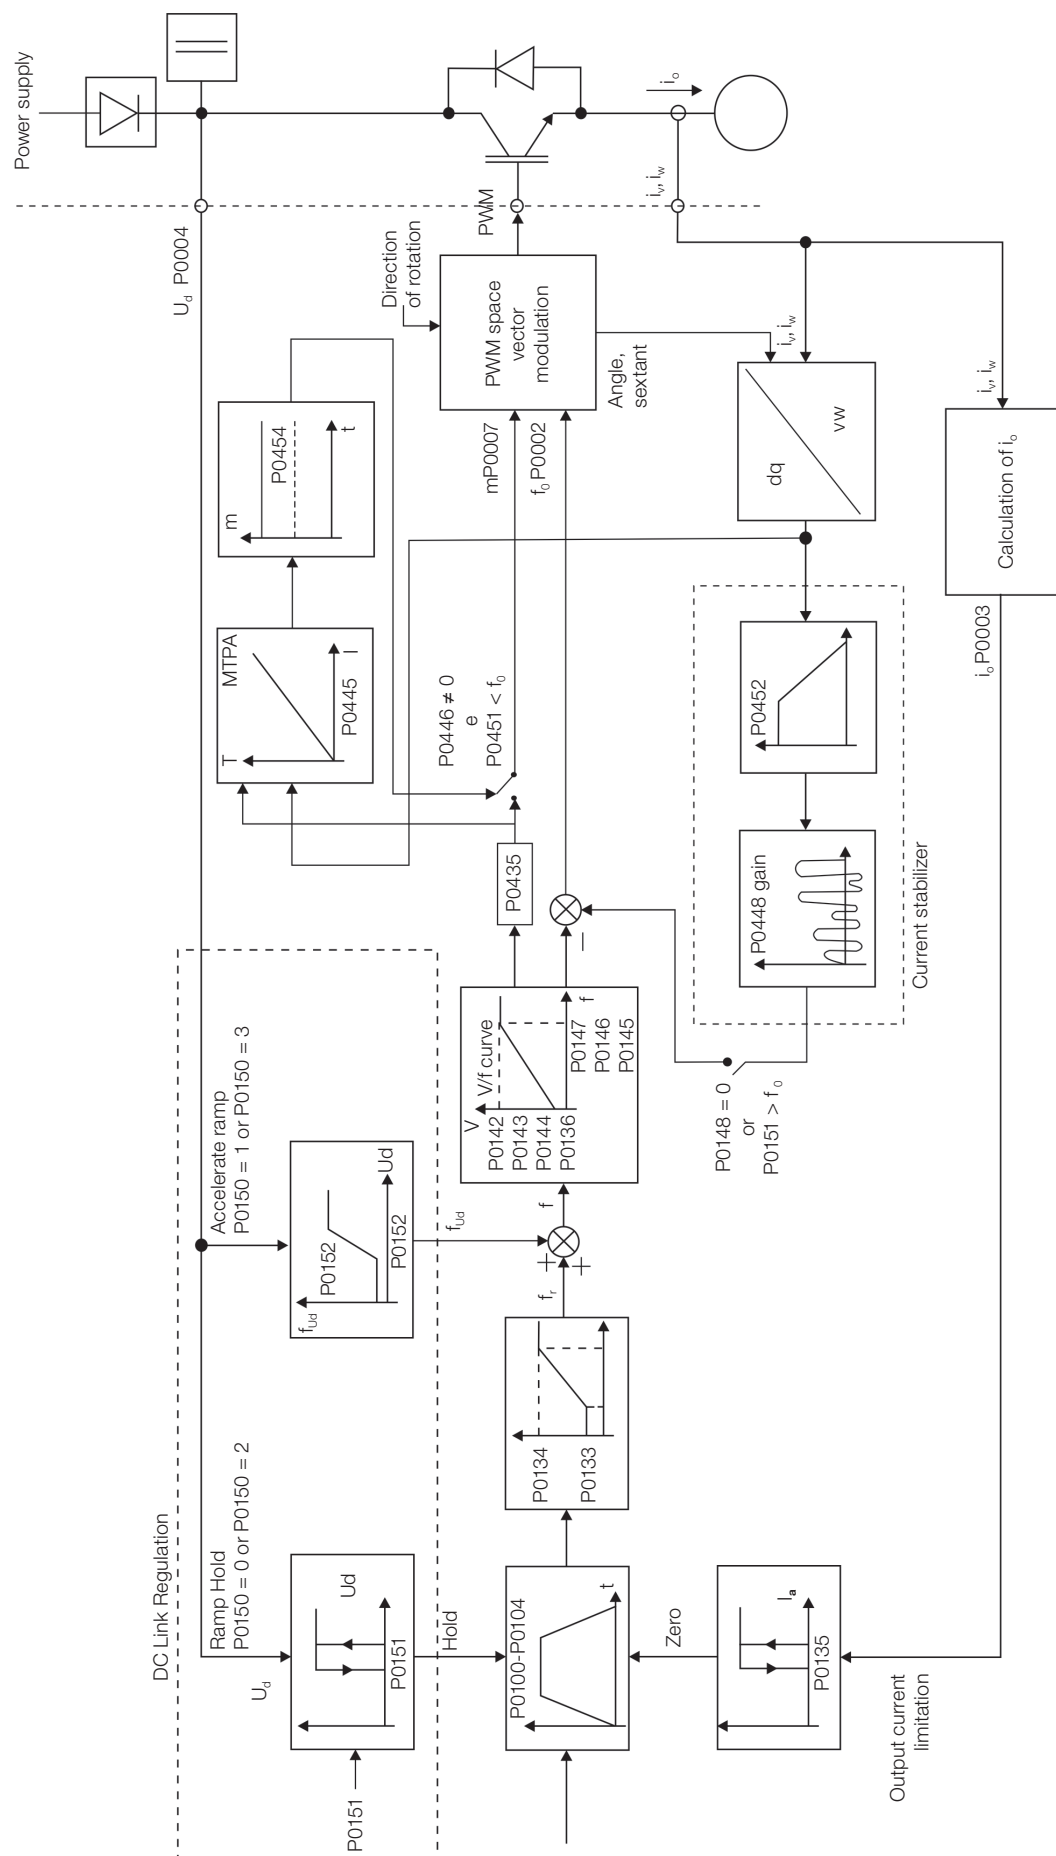 Power supply
DC Link Regulation
Ramp Hold
P0150 = 0 or P0150 = 2
Accelerate ramp
P0150 = 1 or P0150 = 3
Ud P0004
P0151
Ud
Ud
P0151
Hold
fUd
P0152
Ud
P0152
fUd
T
MTPA
I
P0445
m
P0454
t
P0100-P0104
t
P0134
P0133
fr
+
+
f
V
V/f curve
P0142
P0143
P0144
P0136
f
P0147
P0146
P0145
P0435
–
P0446 ≠ 0
e
P0451 < f0
mP0007
f0 P0002
Direction
of rotation
PWM space
vector
modulation
PWM
Angle,
sextant
iv, iw
io
Zero
Ia
P0135
Output current
limitation
P0148 = 0
or
P0151 > f0
P0448 gain
P0452
Current stabilizer
dq
vw
iv, iw
iv, iw
Calculation of io
io P0003